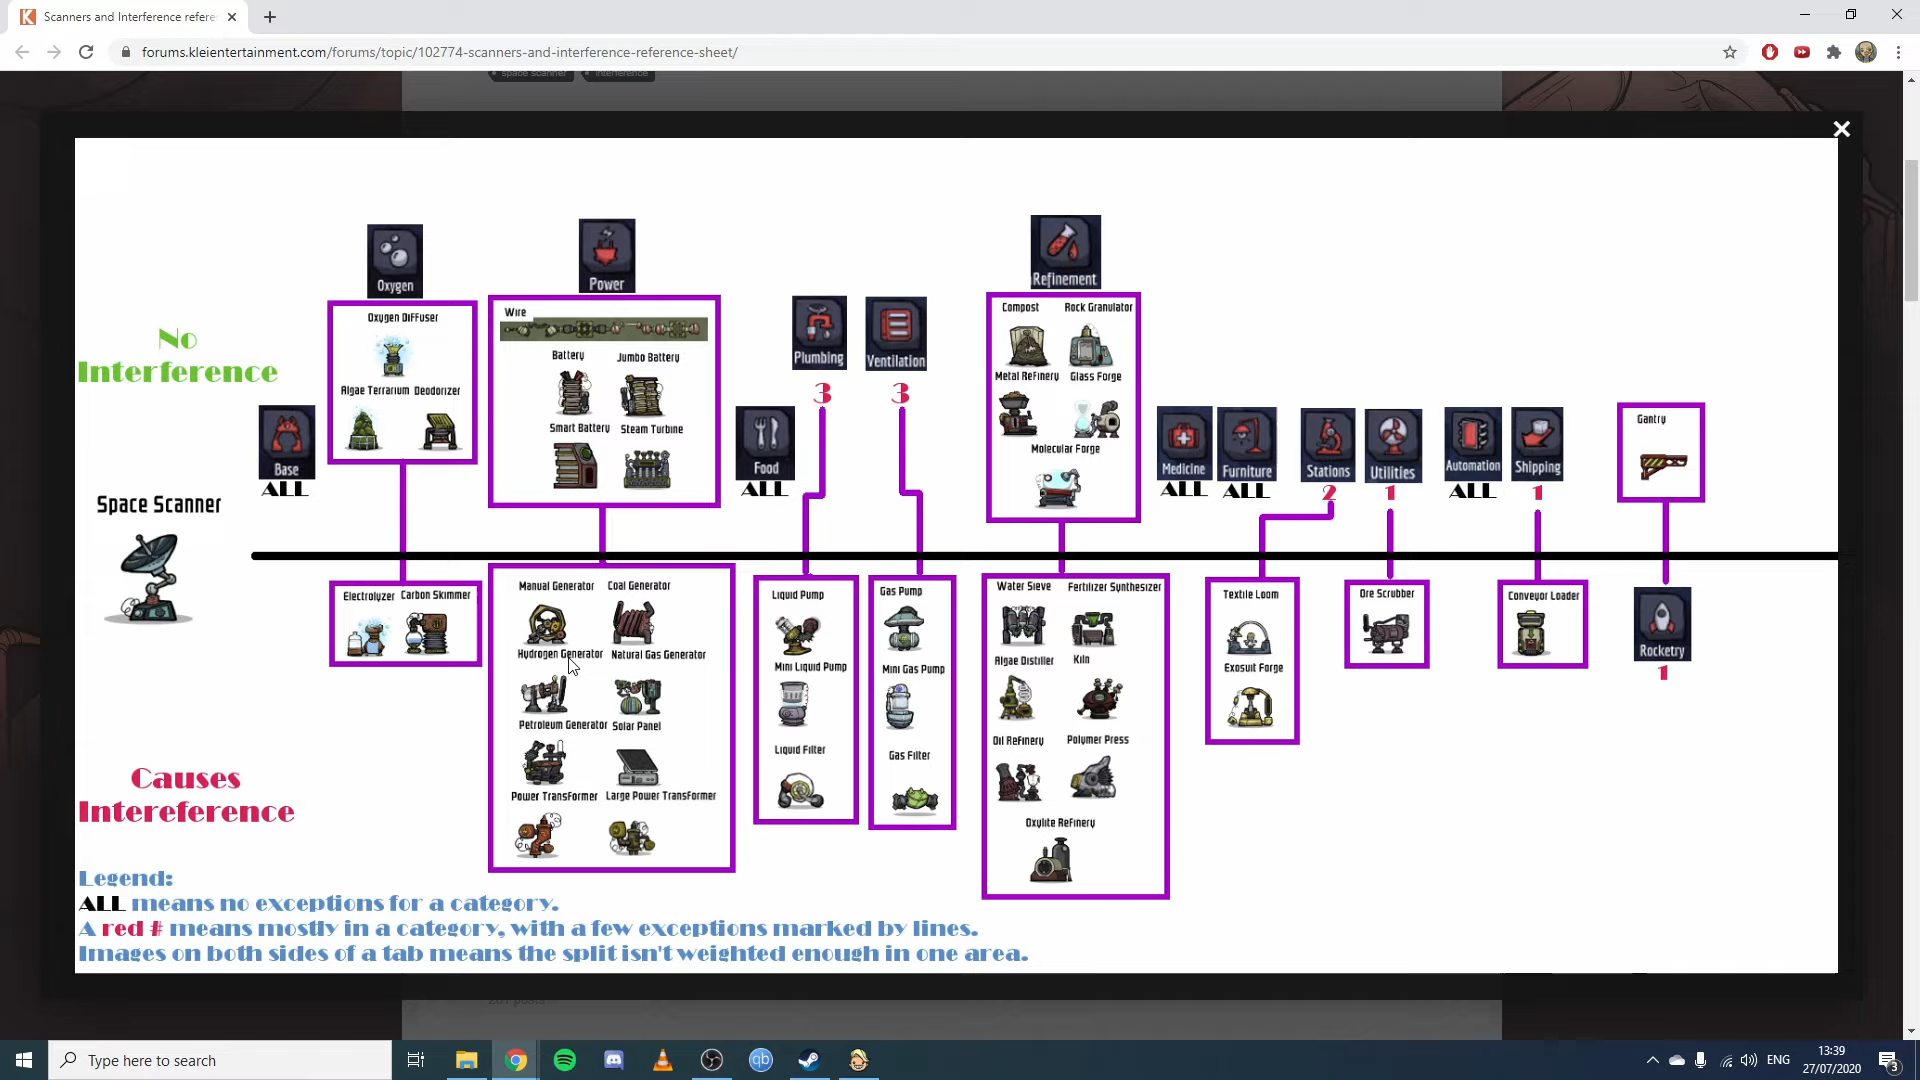 Scanners and Interference refere
forums.kleientertainment.com/forums/topic/102774-scanners-and-interference-reference-sheet/
space scanner
interference
Oxygen
Power
Refinement
Plumbing
3
Ventilation
3
Base
ALL
Food
ALL
Medicine
ALL
Furniture
ALL
Stations
2
Utilities
1
Automation
ALL
Shipping
1
Gantry
No
Interference
Oxygen Diffuser
Algae Terrarium Deodorizer
Wire
Battery
Jumbo Battery
Smart Battery
Steam Turbine
Compost
Rock Granulator
Metal Refinery
Glass Forge
Molecular Forge
Space Scanner
Electrolyzer
Carbon Skimmer
Manual Generator
Coal Generator
Hydrogen Generator
Natural Gas Generator
Petroleum Generator
Solar Panel
Power Transformer
Large Power Transformer
Liquid Pump
Mini Liquid Pump
Liquid Filter
Gas Pump
Mini Gas Pump
Gas Filter
Water Sieve
Fertilizer Synthesizer
Algae Distiller
Kiln
Oil Refinery
Polymer Press
Oxylite Refinery
Textile Loom
Exosuit Forge
Ore Scrubber
Conveyor Loader
Rocketry
1
Causes
Intereference
Legend:
ALL means no exceptions for a category.
A red # means mostly in a category, with a few exceptions marked by lines.
Images on both sides of a tab means the split isn't weighted enough in one area.
Type here to search
qb
ENG
13:39
27/07/2020
3